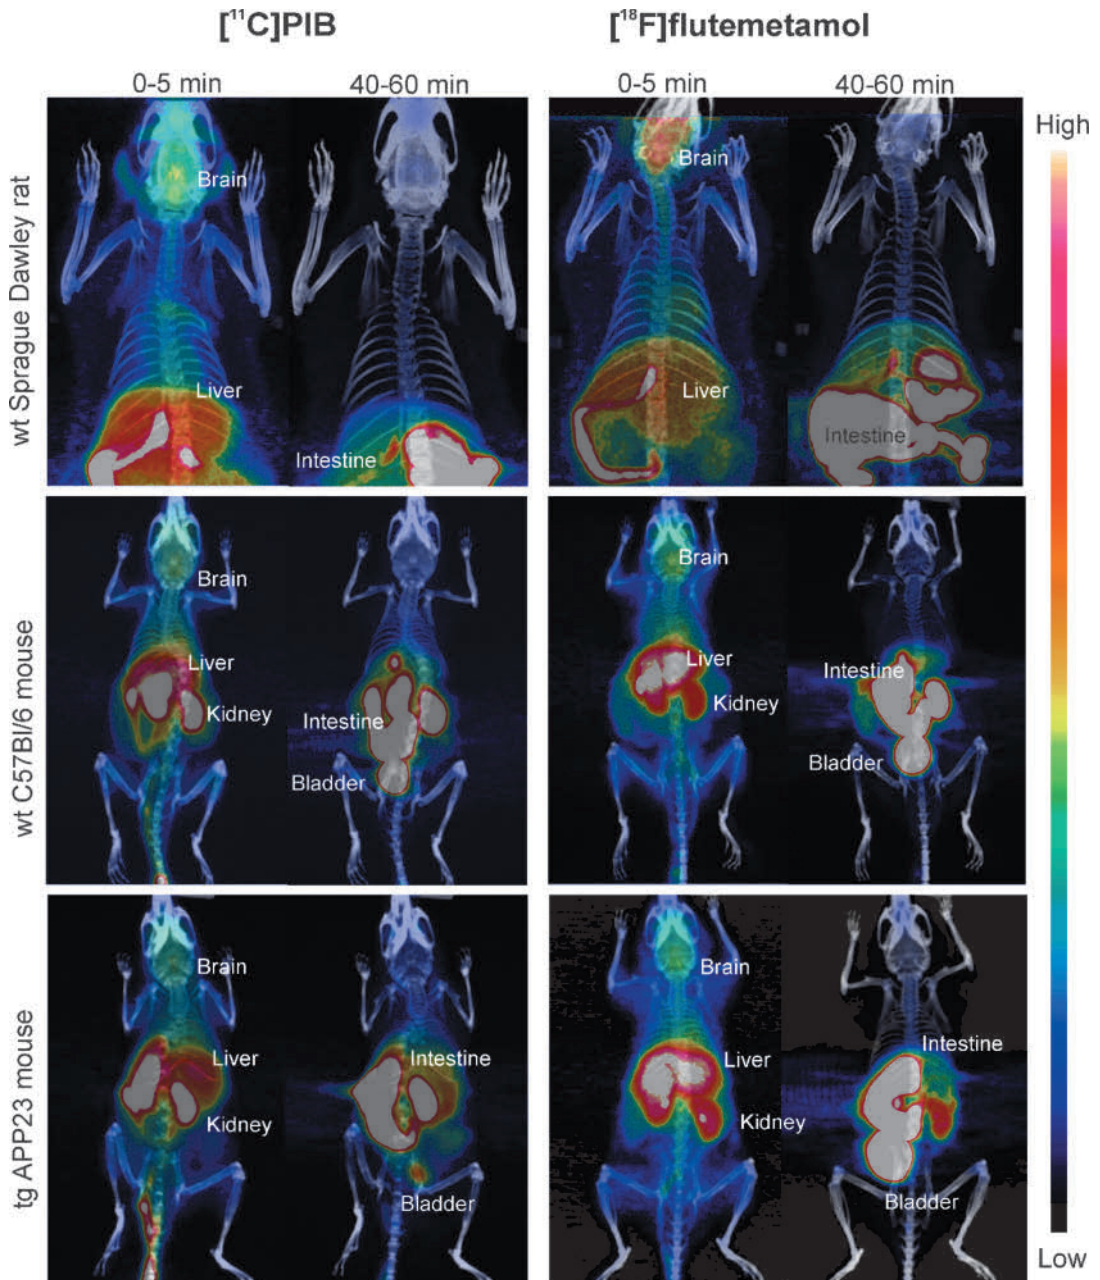 [¹¹C]PIB
[¹⁸F]flutemetamol
0-5 min
40-60 min
0-5 min
40-60 min
High
wt Sprague Dawley rat
Brain
Liver
Intestine
Brain
Liver
Intestine
wt C57Bl/6 mouse
Brain
Liver
Kidney
Intestine
Bladder
Brain
Liver
Kidney
Intestine
Bladder
tg APP23 mouse
Brain
Liver
Kidney
Intestine
Bladder
Brain
Liver
Kidney
Intestine
Bladder
Low